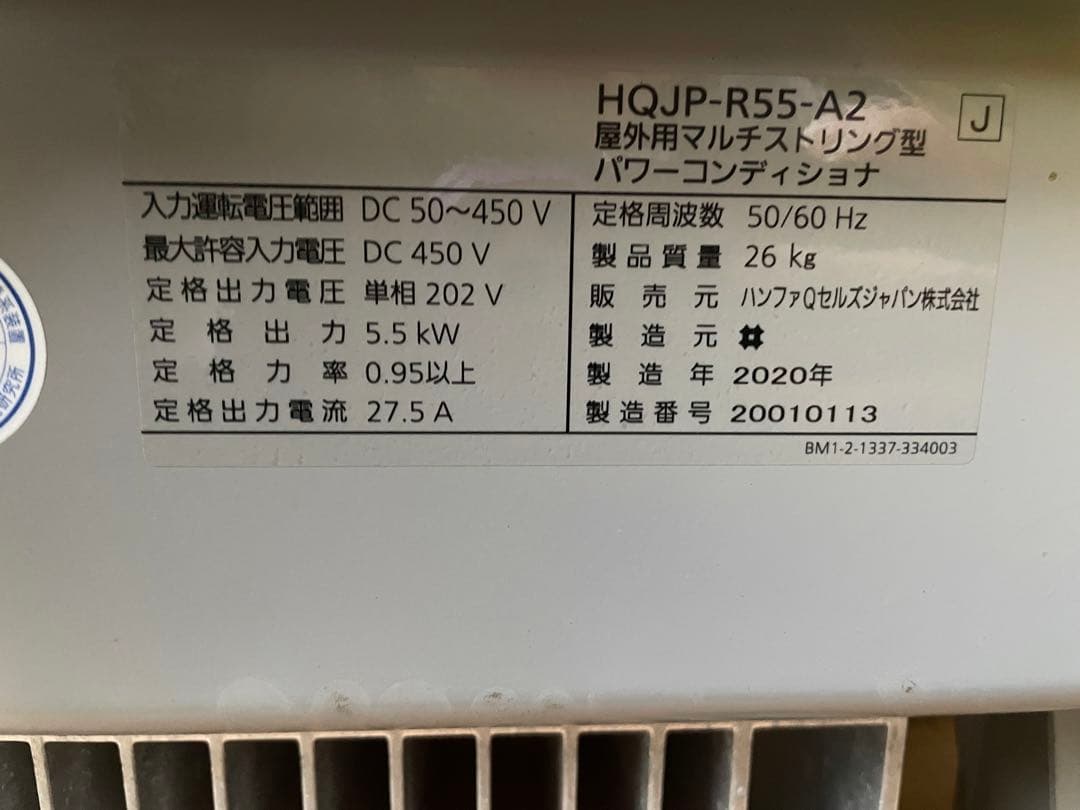 HQJP-R55-A2
J
屋外用マルチストリング型
パワーコンディショナ
入力運転電圧範囲 DC 50～450 V
最大許容入力電圧 DC 450 V
定格出力電圧 単相 202 V
定格出力 5.5 kW
定格力率 0.95以上
定格出力電流 27.5 A
定格周波数 50/60 Hz
製品質量 26 kg
販売元 ハンファQセルズジャパン株式会社
製造元
製造年 2020年
製造番号 20010113
BM1-2-1337-334003
装置
研究所